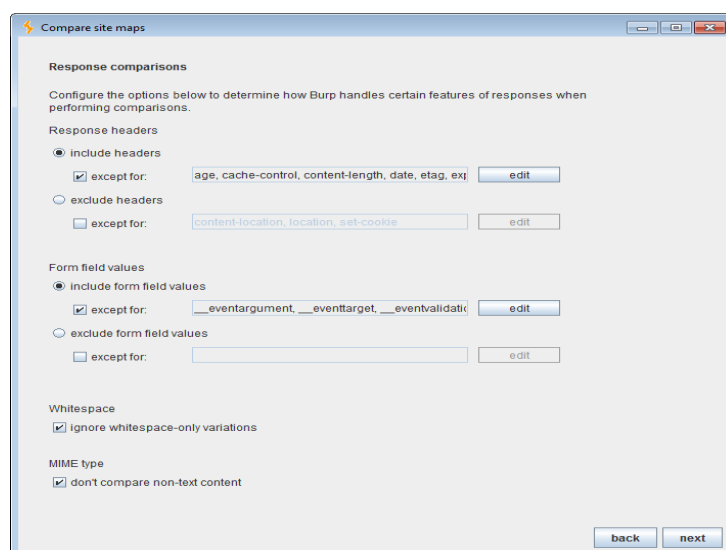 Compare site maps
Response comparisons
Configure the options below to determine how Burp handles certain features of responses when
performing comparisons.
Response headers
include headers
except for: age, cache-control, content-length, date, etag, exp edit
exclude headers
except for: content-location, location, set-cookie edit
Form field values
include form field values
except for: __eventargument, __eventtarget, __eventvalidatio edit
exclude form field values
except for: edit
Whitespace
ignore whitespace-only variations
MIME type
don't compare non-text content
back next